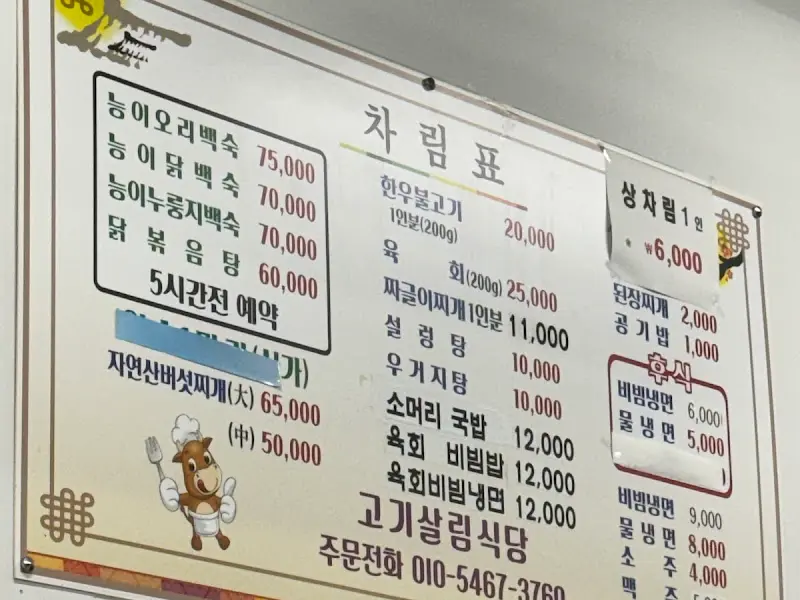 차림표
능이오리백숙 75,000
능이닭백숙 70,000
능이누룽지백숙 70,000
닭볶음탕 60,000
5시간전 예약
자연산버섯찌개(大) 65,000
(中) 50,000
한우불고기
1인분(200g) 20,000
육 회(200g) 25,000
짜글이찌개 1인분 11,000
설렁탕 10,000
우거지탕 10,000
소머리 국밥 12,000
육회 비빔밥 12,000
육회비빔냉면 12,000
고기살림식당
주문전화 010-5467-3760
상차림 1인
₩6,000
된장찌개 2,000
공기밥 1,000
후식
비빔냉면 6,000
물냉면 5,000
비빔냉면 9,000
물냉면 8,000
소주 4,000
맥주